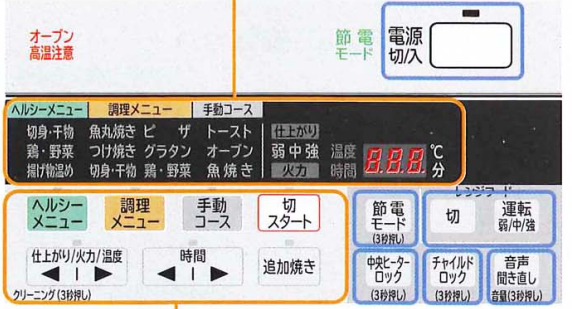 オーブン
高温注意
節電
モード
電源
切/入
ヘルシーメニュー 調理メニュー 手動コース
切身・干物 魚丸焼き ピザ トースト 仕上がり
鶏・野菜 つけ焼き グラタン オーブン 弱 中 強 温度 8.8.8. ℃
揚げ物温め 切身・干物 鶏・野菜 魚焼き 火力 時間 分
レンジフード
ヘルシー
メニュー
調理
メニュー
手動
コース
切
スタート
節電
モード
(3秒押し)
切
運転
弱/中/強
仕上がり/火力/温度
◀ | ▶
時間
◀ | ▶
追加焼き
中央ヒーター
ロック
(3秒押し)
チャイルド
ロック
(3秒押し)
音声
聞き直し
音量(3秒押し)
クリーニング(3秒押し)